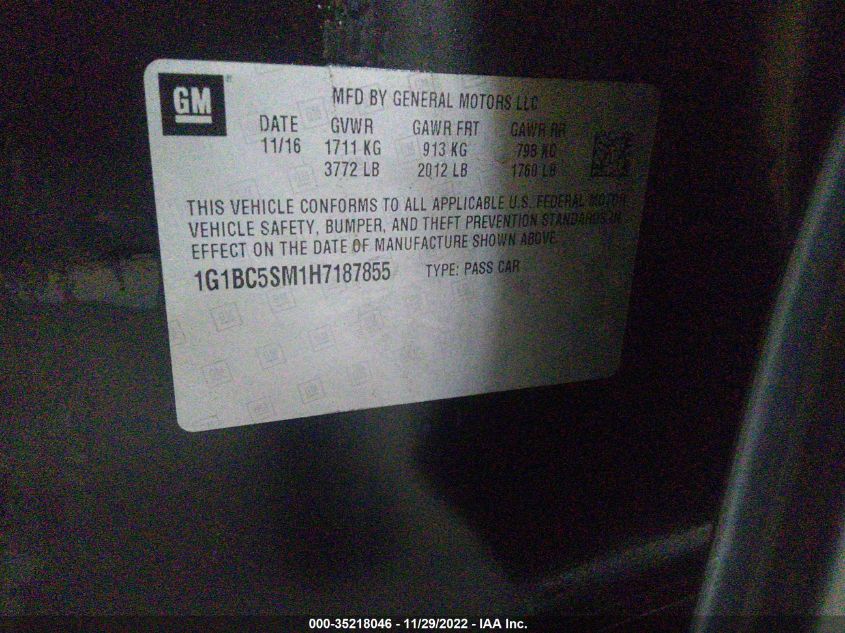 GM
MFD BY GENERAL MOTORS LLC
DATE GVWR GAWR FRT GAWR RR
11/16 1711 KG 913 KG 798 KG
3772 LB 2012 LB 1760 LB
THIS VEHICLE CONFORMS TO ALL APPLICABLE U.S. FEDERAL MOTOR
VEHICLE SAFETY, BUMPER, AND THEFT PREVENTION STANDARDS IN
EFFECT ON THE DATE OF MANUFACTURE SHOWN ABOVE.
1G1BC5SM1H7187855 TYPE: PASS CAR
000-35218046 - 11/29/2022 - IAA Inc.